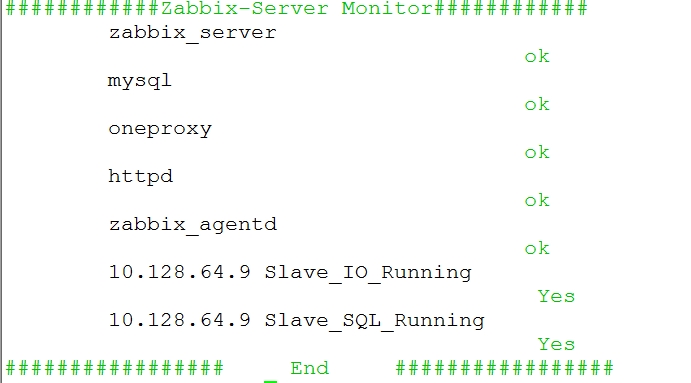 ############Zabbix-Server Monitor############
zabbix_server
ok
mysql
ok
oneproxy
ok
httpd
ok
zabbix_agentd
ok
10.128.64.9 Slave_IO_Running
Yes
10.128.64.9 Slave_SQL_Running
Yes
################# _ End #################